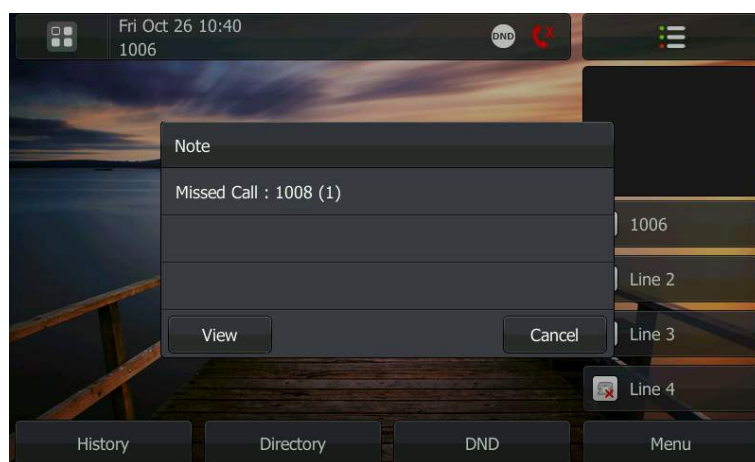 Fri Oct 26 10:40
1006
DND
Note
Missed Call : 1008 (1)
View
Cancel
1006
Line 2
Line 3
Line 4
History
Directory
DND
Menu